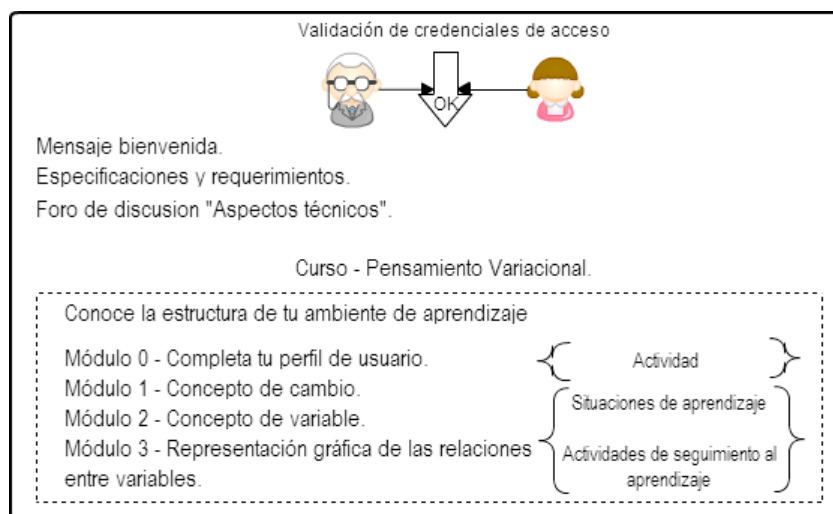 Validación de credenciales de acceso
OK
Mensaje bienvenida.
Especificaciones y requerimientos.
Foro de discusion "Aspectos técnicos".
Curso - Pensamiento Variacional.
Conoce la estructura de tu ambiente de aprendizaje
Módulo 0 - Completa tu perfil de usuario.
Actividad
Módulo 1 - Concepto de cambio.
Módulo 2 - Concepto de variable.
Módulo 3 - Representación gráfica de las relaciones
entre variables.
Situaciones de aprendizaje
Actividades de seguimiento al
aprendizaje